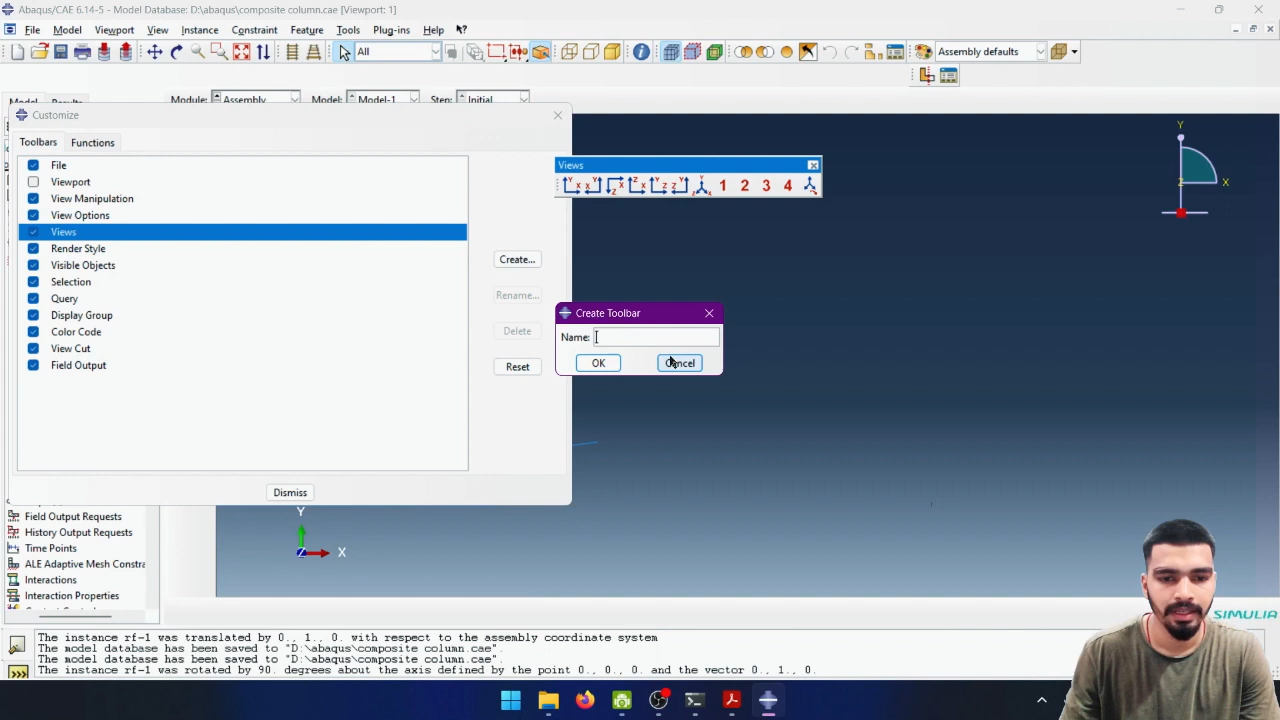 Abaqus/CAE 6.14-5 - Model Database: D:\abaqus\composite column.cae [Viewport: 1]
File Model Viewport View Instance Constraint Feature Tools Plug-ins Help
All Assembly defaults
Model Results Module: Assembly Model: Model-1 Step: Initial
Customize
Toolbars Functions
File
Viewport
View Manipulation
View Options
Views
Render Style
Visible Objects
Selection
Query
Display Group
Color Code
View Cut
Field Output
Create...
Rename...
Delete
Reset
Dismiss
Views
1 2 3 4
Create Toolbar
Name:
OK Cancel
Y
Z X
Field Output Requests
History Output Requests
Time Points
ALE Adaptive Mesh Constra
Interactions
Interaction Properties
Y
Z X
SIMULIA
The instance rf-1 was translated by 0., 1., 0. with respect to the assembly coordinate system
The model database has been saved to "D:\abaqus\composite column.cae".
The model database has been saved to "D:\abaqus\composite column.cae".
The instance rf-1 was rotated by 90. degrees about the axis defined by the point 0., 0., 0. and the vector 0., 1., 0.